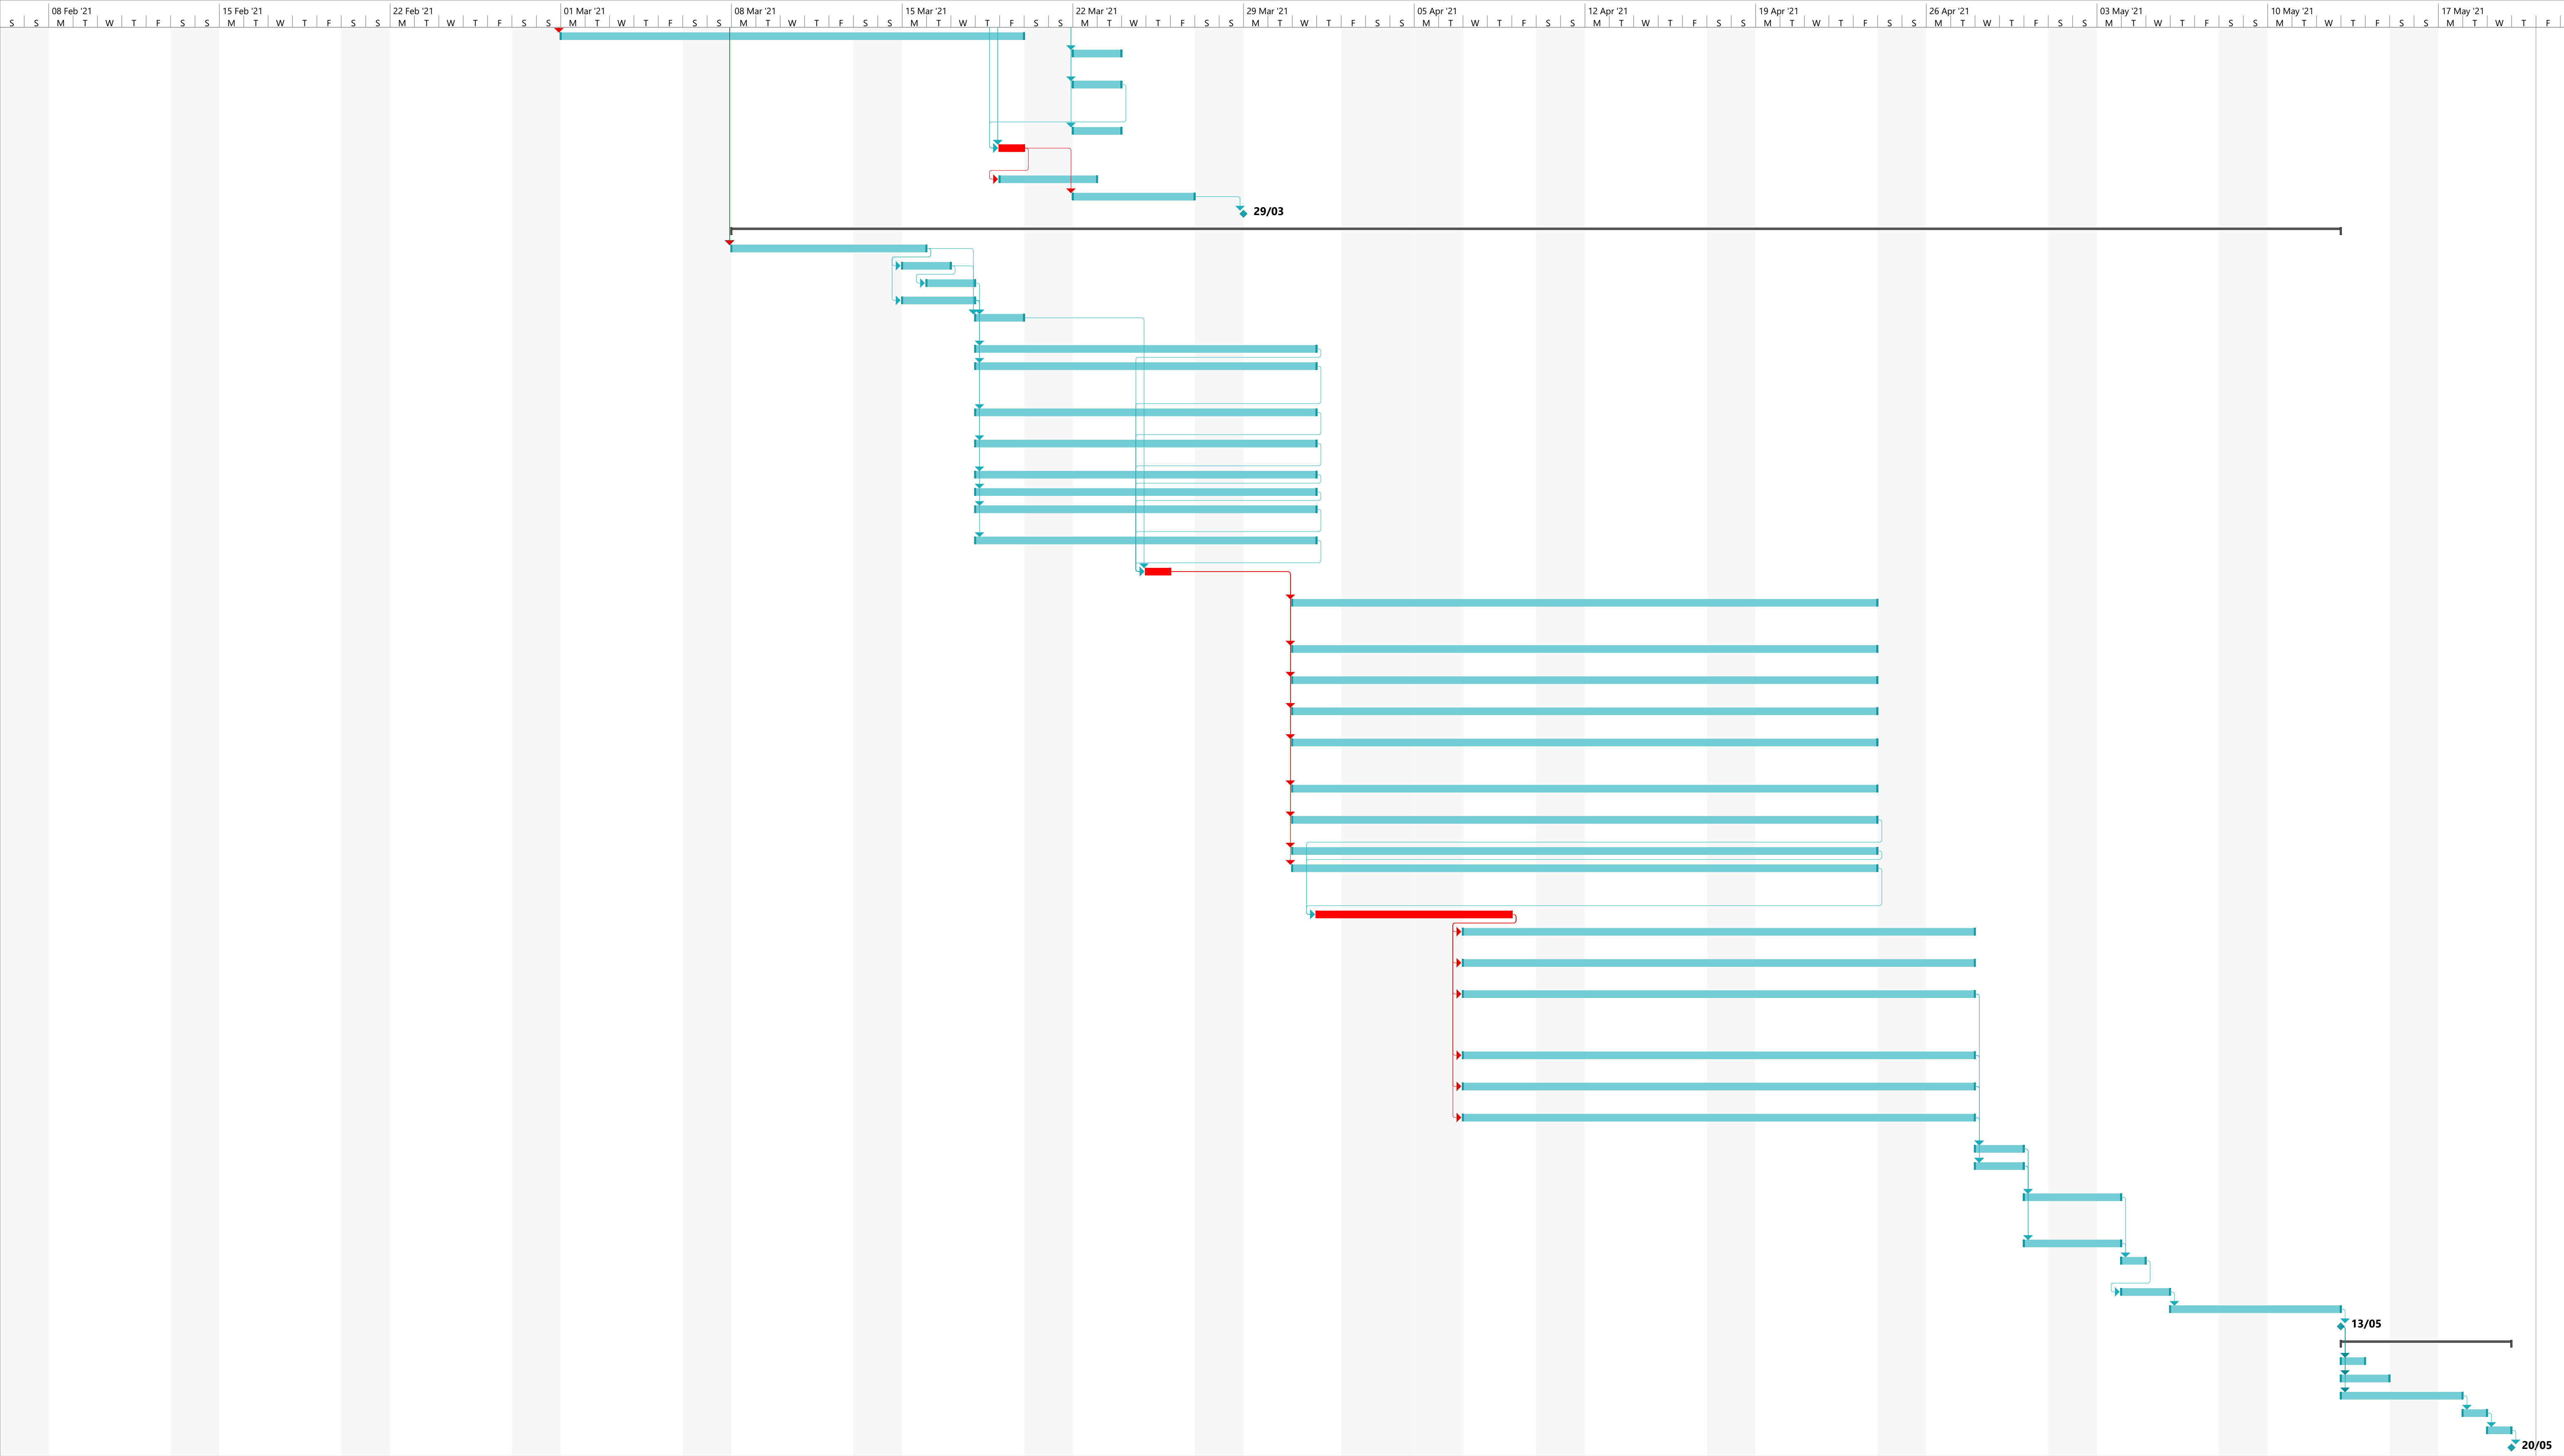 08 Feb '21 15 Feb '21 22 Feb '21 01 Mar '21 08 Mar '21 15 Mar '21 22 Mar '21 29 Mar '21 05 Apr '21 12 Apr '21 19 Apr '21 26 Apr '21 03 May '21 10 May '21 17 May '21
S S M T W T F S S M T W T F S S M T W T F S S M T W T F S S M T W T F S S M T W T F S S M T W T F S S M T W T F S S M T W T F S S M T W T F S S M T W T F S S M T W T F S S M T W T F S S M T W T F S S M T W T F
29/03
13/05
20/05